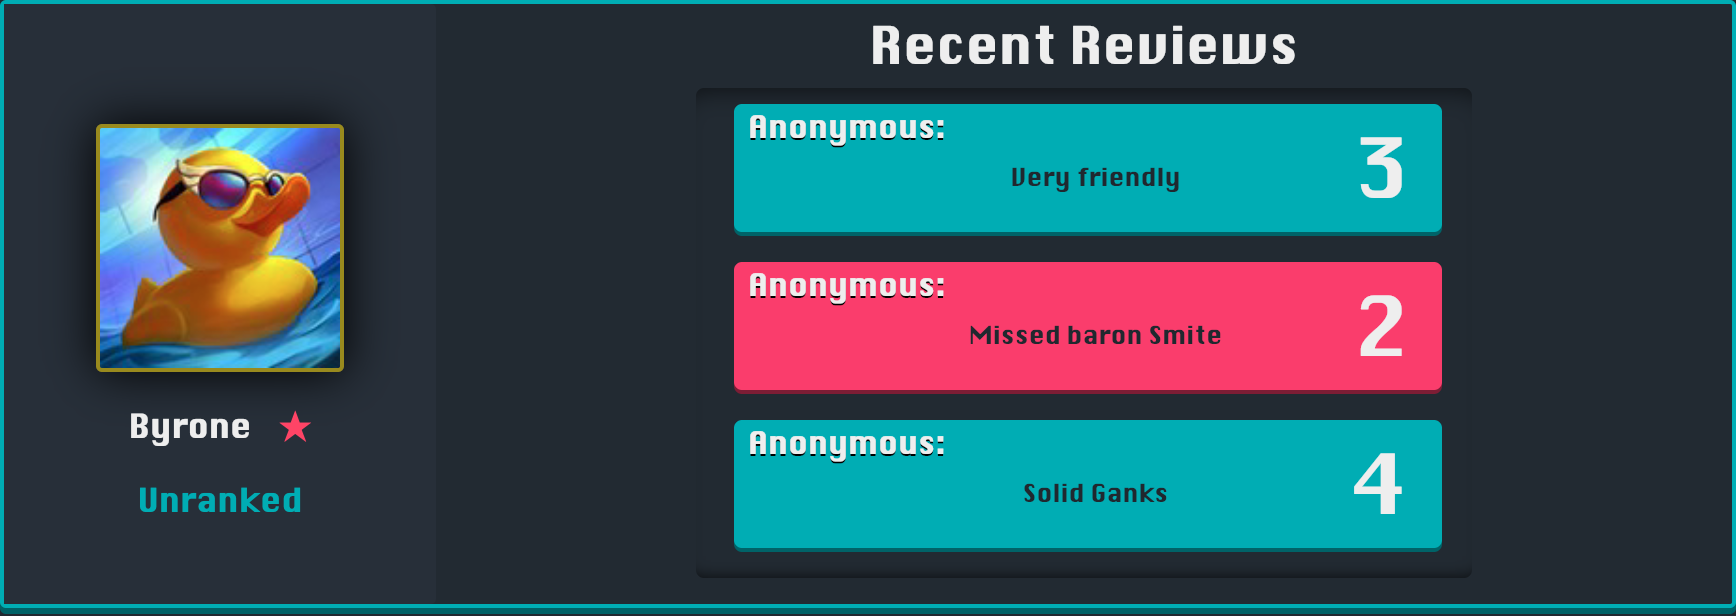 Recent Reviews
Anonymous:
Very friendly
3
Anonymous:
Missed baron Smite
2
Anonymous:
Solid Ganks
4
Byrone ★
Unranked